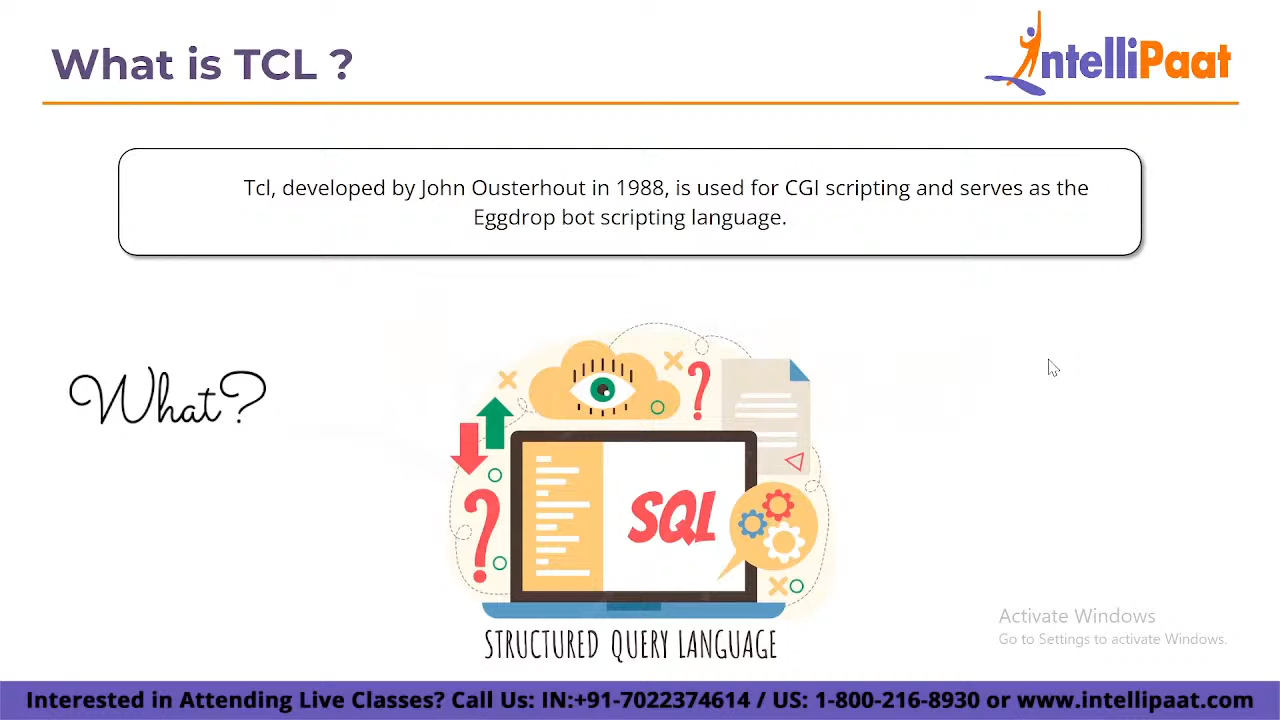 What is TCL ?
IntelliPaat
Tcl, developed by John Ousterhout in 1988, is used for CGI scripting and serves as the
Eggdrop bot scripting language.
What?
SQL
STRUCTURED QUERY LANGUAGE
Activate Windows
Go to Settings to activate Windows.
Interested in Attending Live Classes? Call Us: IN:+91-7022374614 / US: 1-800-216-8930 or www.intellipaat.com